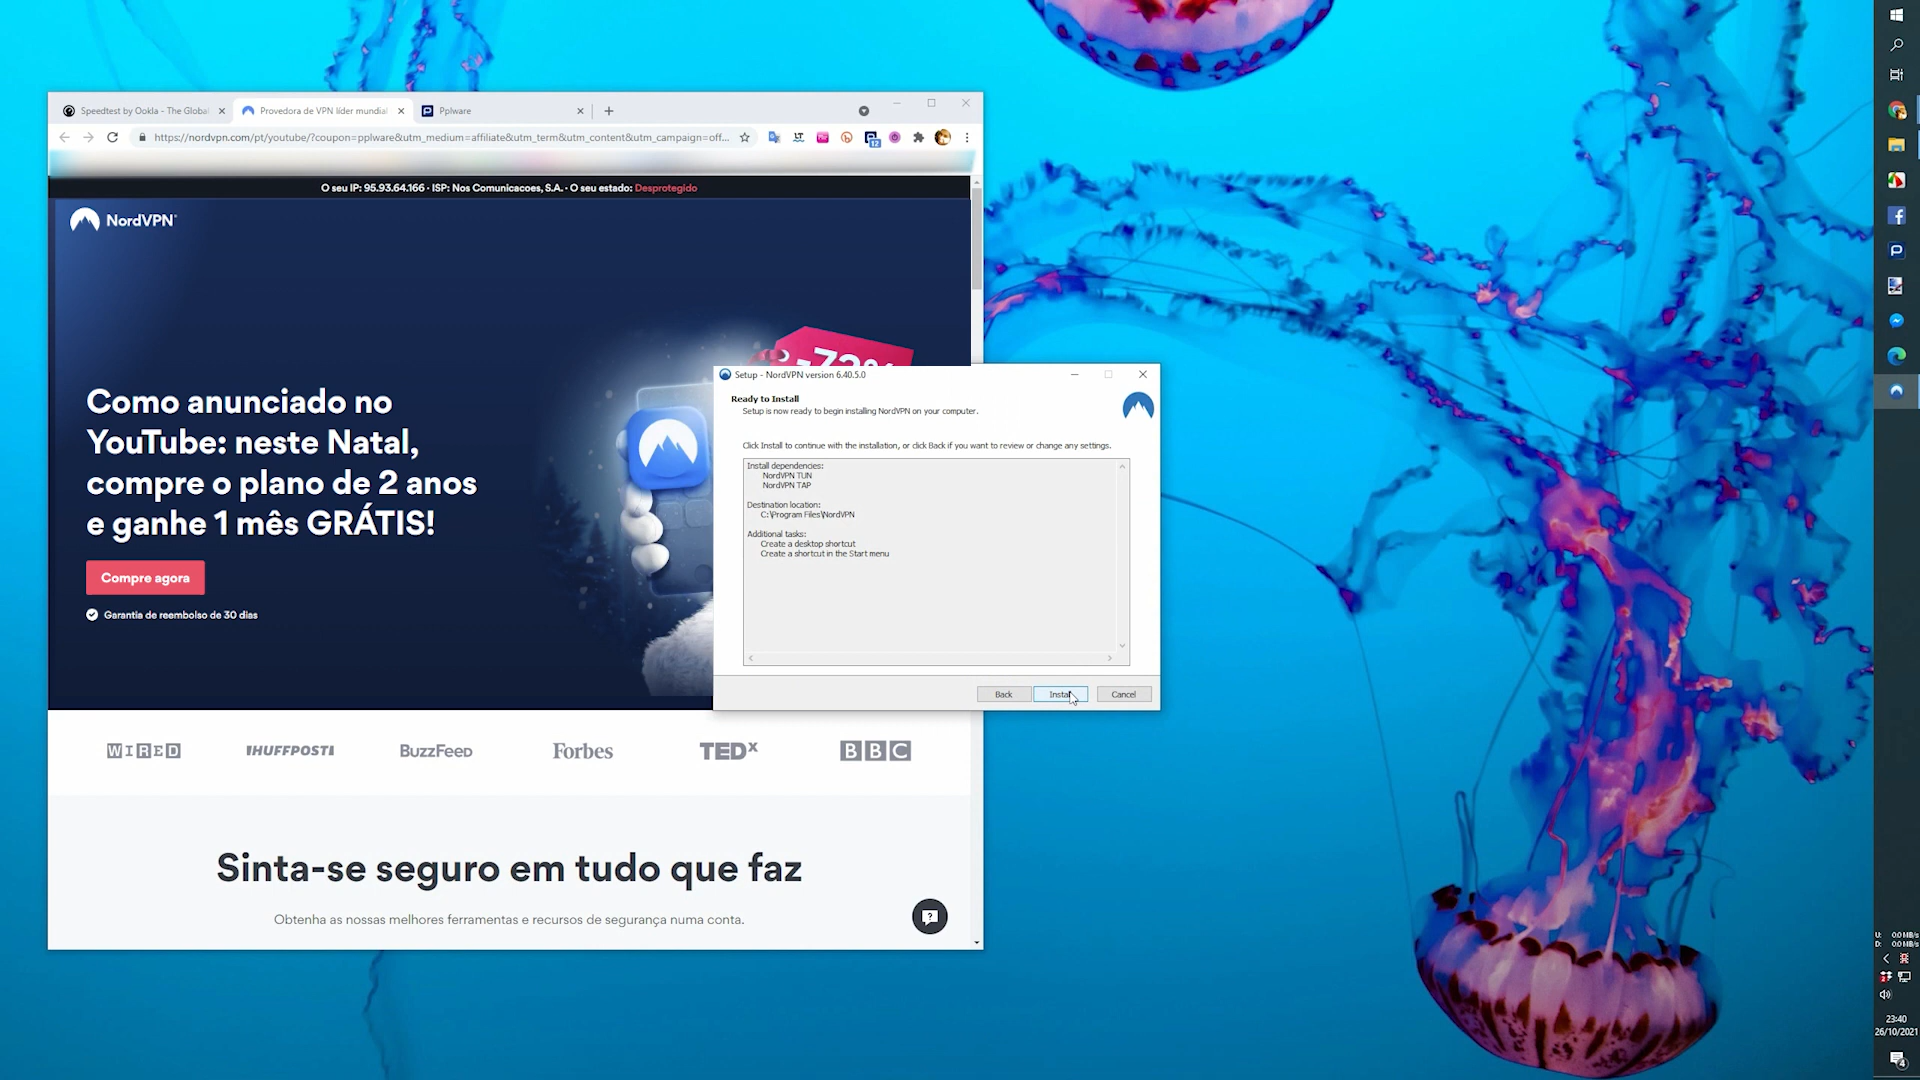 Speedtest by Ookla - The Global
Provedora de VPN líder mundial
Pplware
https://nordvpn.com/pt/youtube/?coupon=pplware&utm_medium=affiliate&utm_term&utm_content&utm_campaign=off...
12
O seu IP: 95.93.64.166 · ISP: Nos Comunicacoes, S.A. · O seu estado: Desprotegido
NordVPN®
Como anunciado no
YouTube: neste Natal,
compre o plano de 2 anos
e ganhe 1 mês GRÁTIS!
Compre agora
Garantia de reembolso de 30 dias
WIRED
HUFFPOST
BuzzFeed
Forbes
TEDx
BBC
Sinta-se seguro em tudo que faz
Obtenha as nossas melhores ferramentas e recursos de segurança numa conta.
Setup - NordVPN version 6.40.5.0
Ready to Install
Setup is now ready to begin installing NordVPN on your computer.
Click Install to continue with the installation, or click Back if you want to review or change any settings.
Install dependencies:
NordVPN TUN
NordVPN TAP
Destination location:
C:\Program Files\NordVPN
Additional tasks:
Create a desktop shortcut
Create a shortcut in the Start menu
Back
Install
Cancel
U: 0.0 MB/s
D: 0.0 MB/s
23:40
26/10/2021
4